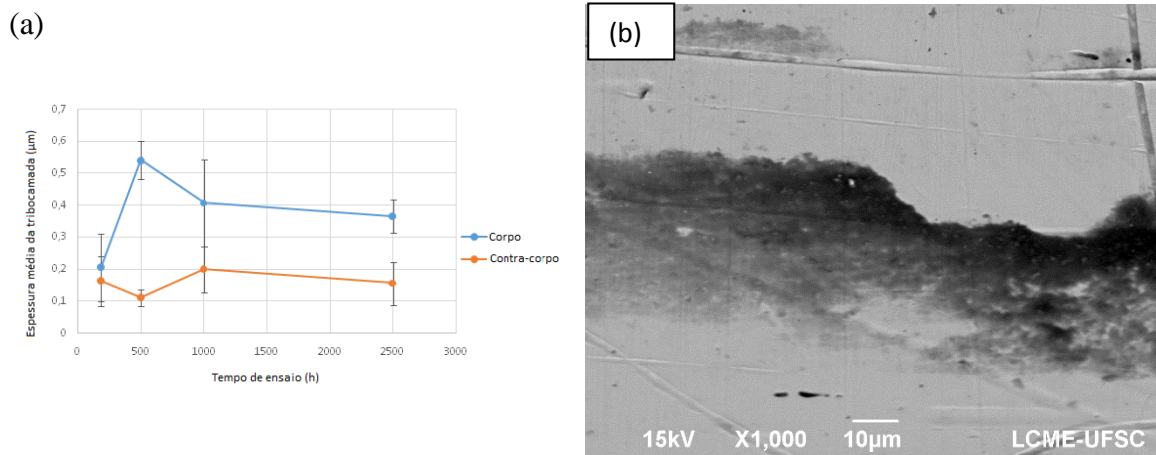 (a)
0,7
0,6
0,5
0,4
0,3
0,2
0,1
0
0 500 1000 1500 2000 2500 3000
Espessura média da tribocamada (µm)
Tempo de ensaio (h)
Corpo
Contra-corpo
(b)
15kV X1,000 10µm LCME-UFSC